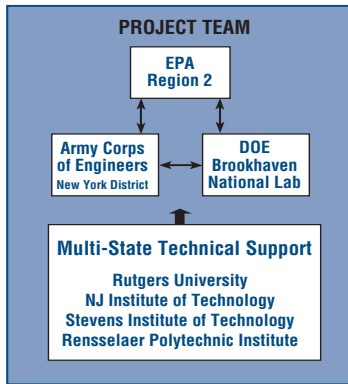 PROJECT TEAM
EPA
Region 2
Army Corps
of Engineers
New York District
DOE
Brookhaven
National Lab
Multi-State Technical Support
Rutgers University
NJ Institute of Technology
Stevens Institute of Technology
Rensselaer Polytechnic Institute